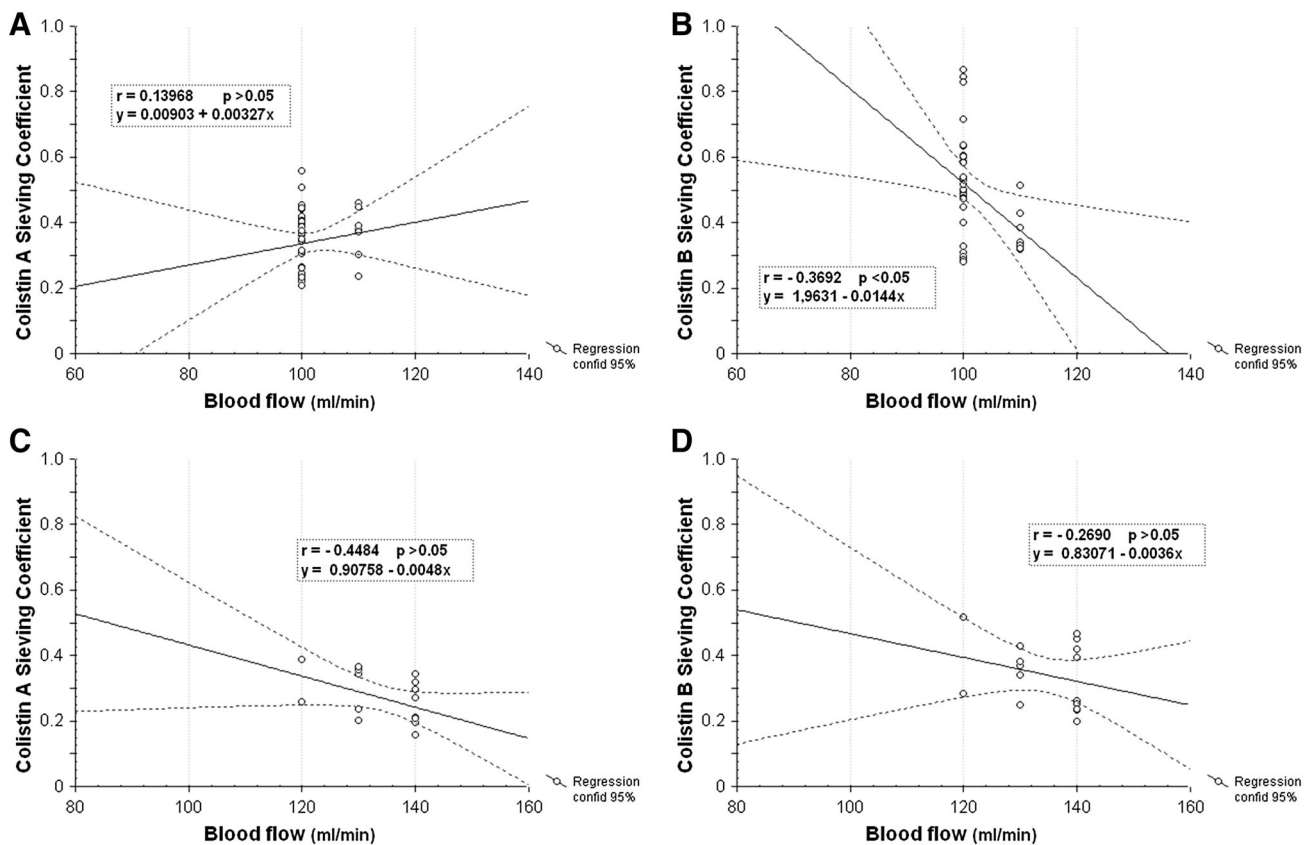 A
Colistin A Sieving Coefficient
1.0
0.8
0.6
0.4
0.2
0
r = 0.13968 p >0.05
y = 0.00903 + 0.00327x
60 80 100 120 140
Blood flow (ml/min)
Regression
confid 95%
B
Colistin B Sieving Coefficient
1.0
0.8
0.6
0.4
0.2
0
r = - 0.3692 p <0.05
y = 1,9631 - 0.0144x
60 80 100 120 140
Blood flow (ml/min)
Regression
confid 95%
C
Colistin A Sieving Coefficient
1.0
0.8
0.6
0.4
0.2
0
r = - 0.4484 p >0.05
y = 0.90758 - 0.0048x
80 100 120 140 160
Blood flow (ml/min)
Regression
confid 95%
D
Colistin B Sieving Coefficient
1.0
0.8
0.6
0.4
0.2
0
r = - 0.2690 p >0.05
y = 0.83071 - 0.0036x
80 100 120 140 160
Blood flow (ml/min)
Regression
confid 95%